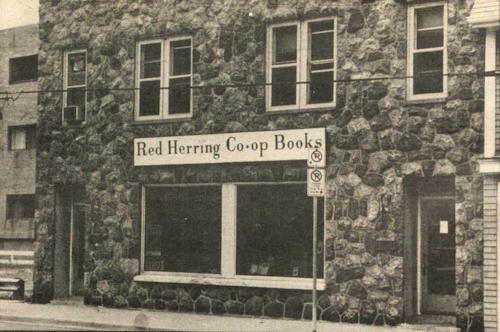 Red Herring Co-op Books